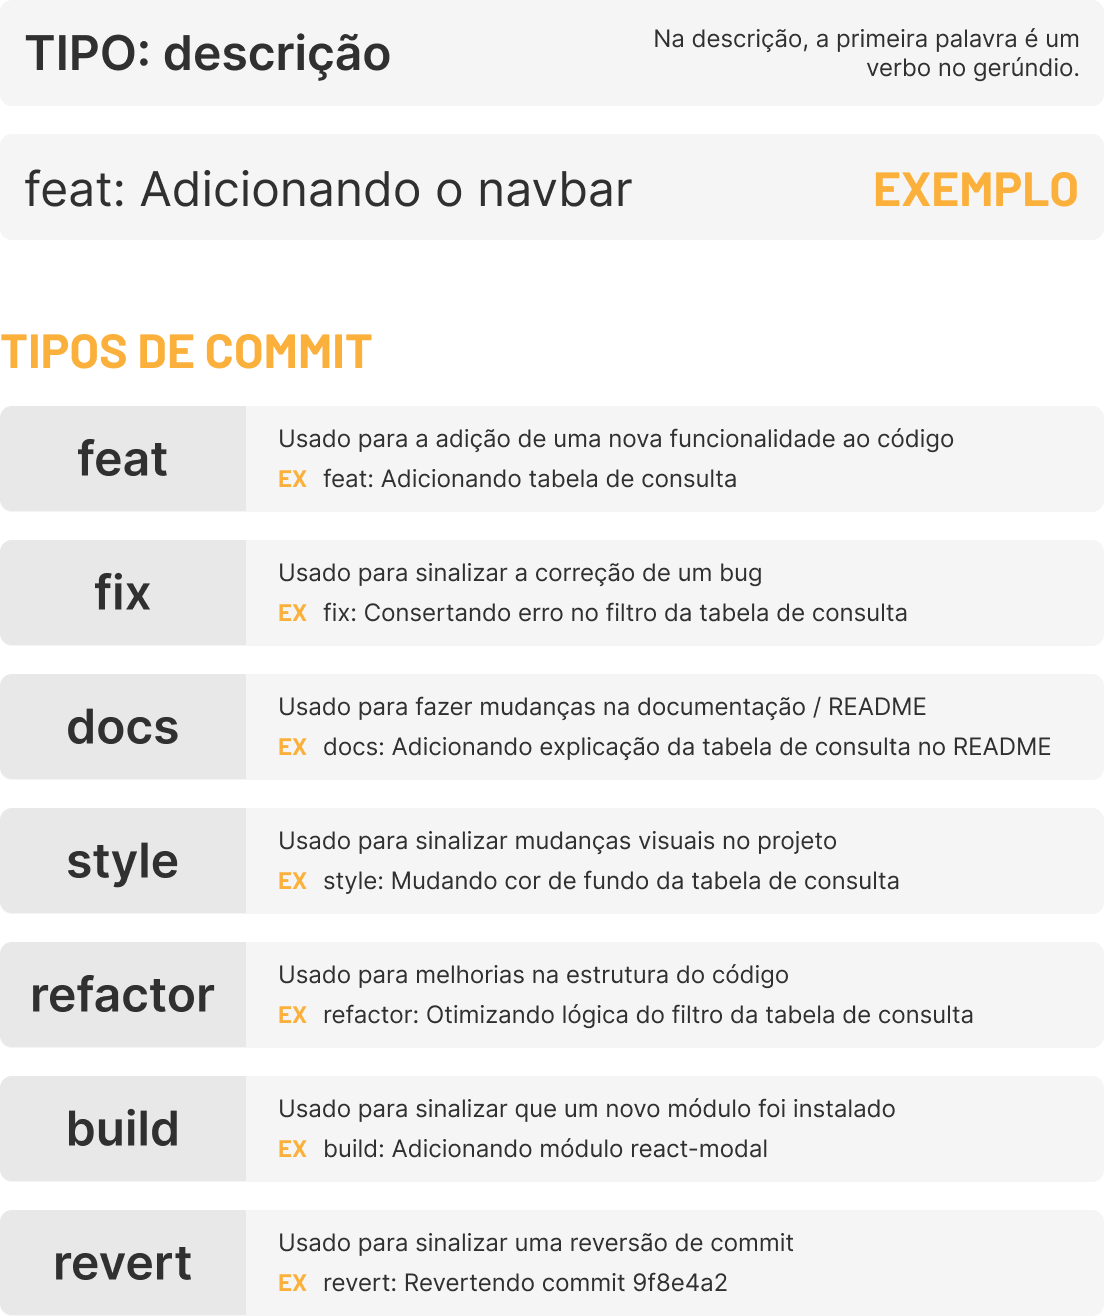 TIPO: descrição
Na descrição, a primeira palavra é um
verbo no gerúndio.
feat: Adicionando o navbar
EXEMPLO
TIPOS DE COMMIT
feat
Usado para a adição de uma nova funcionalidade ao código
EX feat: Adicionando tabela de consulta
fix
Usado para sinalizar a correção de um bug
EX fix: Consertando erro no filtro da tabela de consulta
docs
Usado para fazer mudanças na documentação / README
EX docs: Adicionando explicação da tabela de consulta no README
style
Usado para sinalizar mudanças visuais no projeto
EX style: Mudando cor de fundo da tabela de consulta
refactor
Usado para melhorias na estrutura do código
EX refactor: Otimizando lógica do filtro da tabela de consulta
build
Usado para sinalizar que um novo módulo foi instalado
EX build: Adicionando módulo react-modal
revert
Usado para sinalizar uma reversão de commit
EX revert: Revertendo commit 9f8e4a2